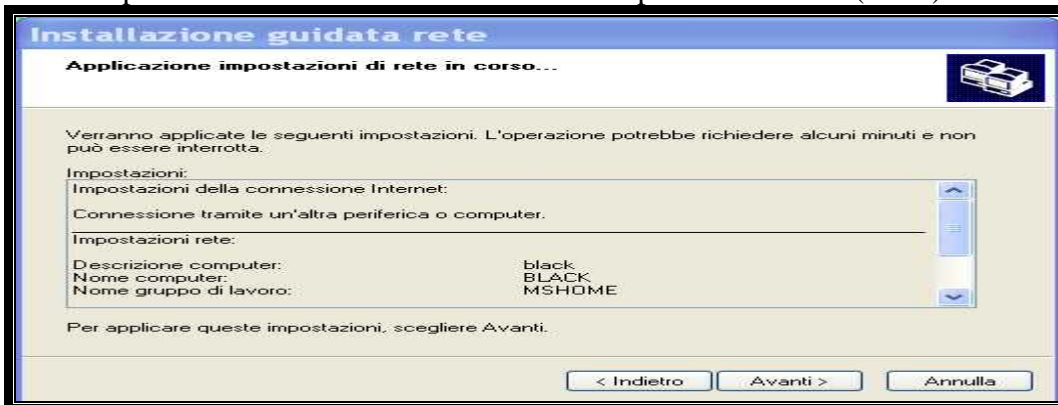 Installazione guidata rete
Applicazione impostazioni di rete in corso...
Verranno applicate le seguenti impostazioni. L'operazione potrebbe richiedere alcuni minuti e non
può essere interrotta.
Impostazioni:
Impostazioni della connessione Internet:
Connessione tramite un'altra periferica o computer.
Impostazioni rete:
Descrizione computer: black
Nome computer: BLACK
Nome gruppo di lavoro: MSHOME
Per applicare queste impostazioni, scegliere Avanti.
< Indietro Avanti > Annulla